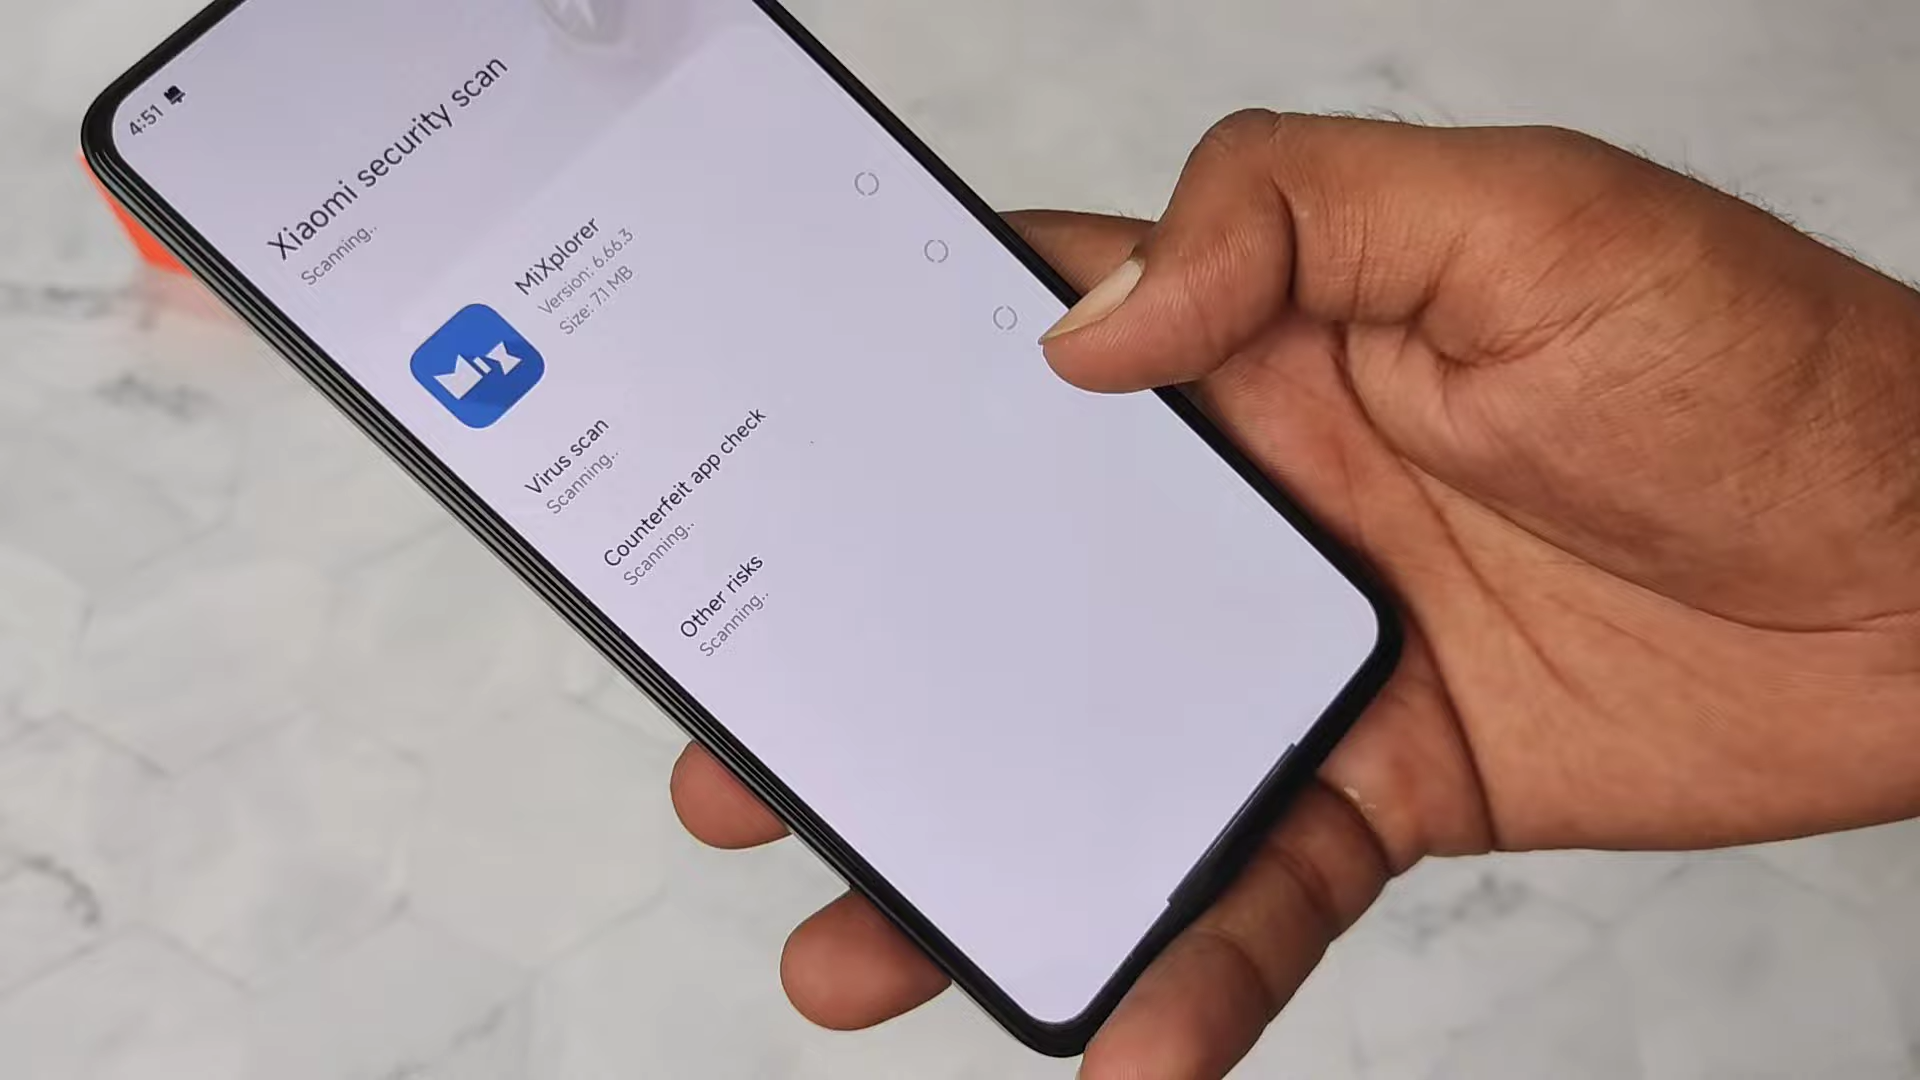 4:51
Xiaomi security scan
Scanning..
MiXplorer
Version: 6.66.3
Size: 7.1 MB
MiX
Virus scan
Scanning..
Counterfeit app check
Scanning..
Other risks
Scanning..